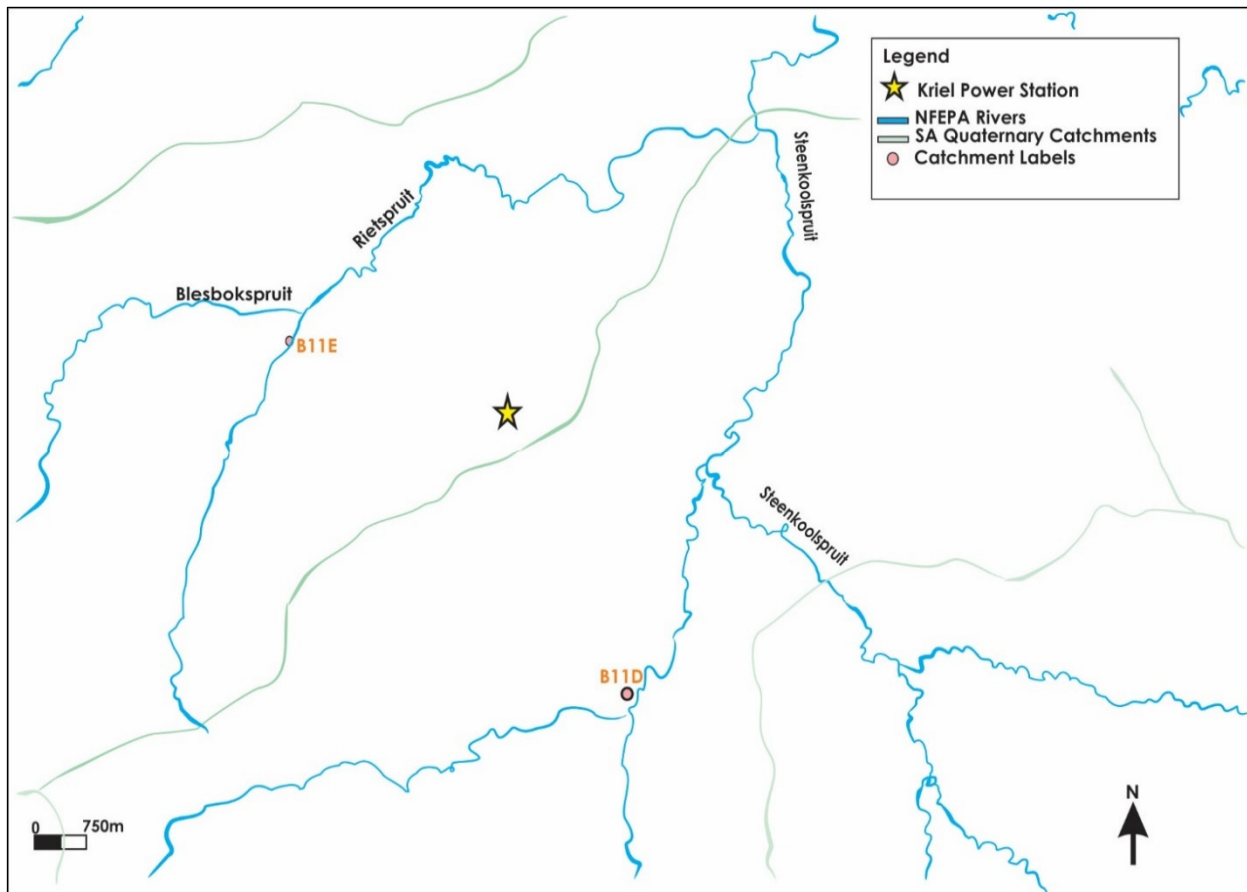 Legend
Kriel Power Station
NFEPA Rivers
SA Quaternary Catchments
Catchment Labels
Steenkoolspruit
Rietspruit
Blesbokspruit
B11E
Steenkoolspruit
B11D
N
0 750m